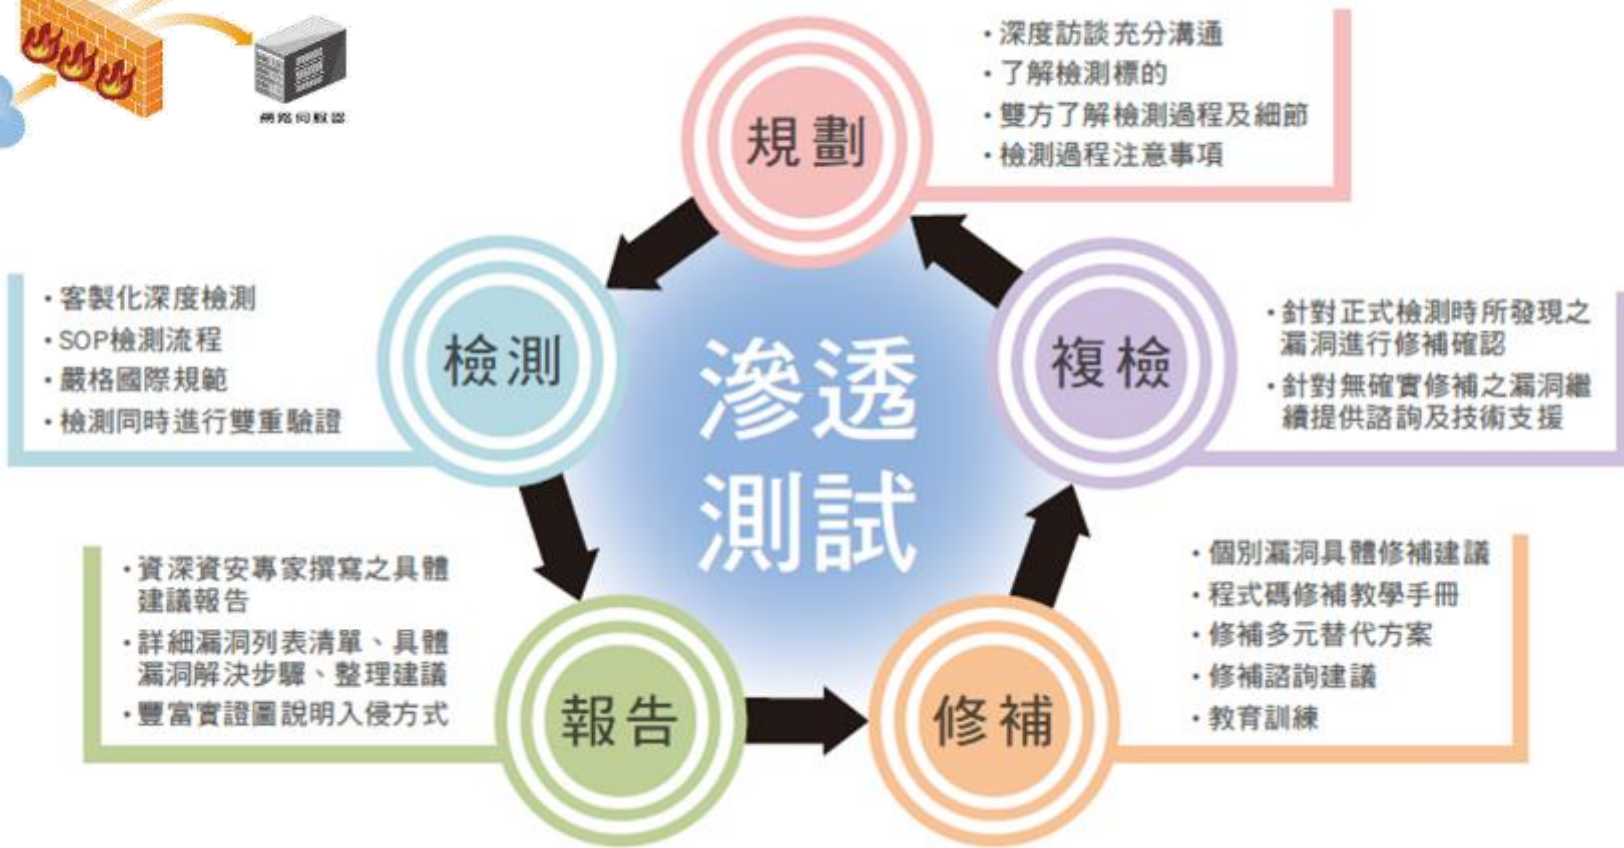 網路伺服器
規劃
・深度訪談充分溝通
・了解檢測標的
・雙方了解檢測過程及細節
・檢測過程注意事項
檢測
・客製化深度檢測
・SOP檢測流程
・嚴格國際規範
・檢測同時進行雙重驗證
滲透
測試
複檢
・針對正式檢測時所發現之
漏洞進行修補確認
・針對無確實修補之漏洞繼
續提供諮詢及技術支援
報告
・資深資安專家撰寫之具體
建議報告
・詳細漏洞列表清單、具體
漏洞解決步驟、整理建議
・豐富實證圖說明入侵方式
修補
・個別漏洞具體修補建議
・程式碼修補教學手冊
・修補多元替代方案
・修補諮詢建議
・教育訓練